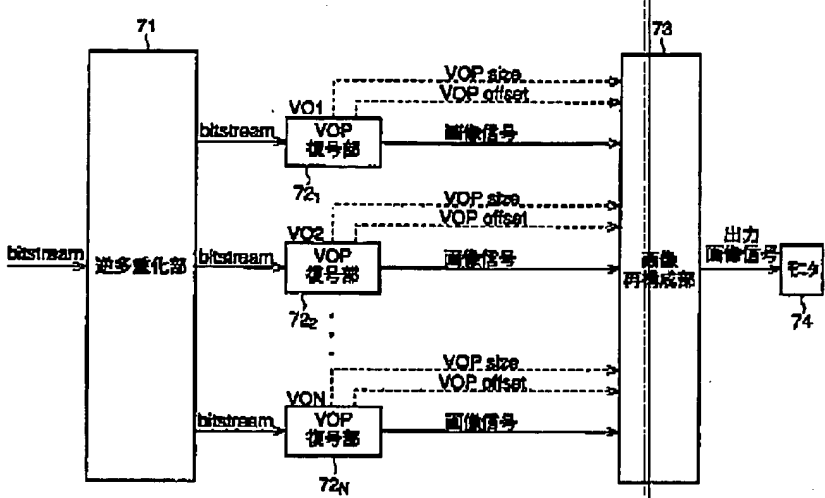 71
73
VOP size
VOP offset
VO1
bitstream
VOP
復号部
画像信号
72₁
VOP size
VOP offset
VO2
bitstream
逆多重化部
bitstream
VOP
復号部
画像信号
画像
再構成部
出力
画像信号
モニタ
72₂
74
VOP size
VOP offset
VON
bitstream
VOP
復号部
画像信号
72N